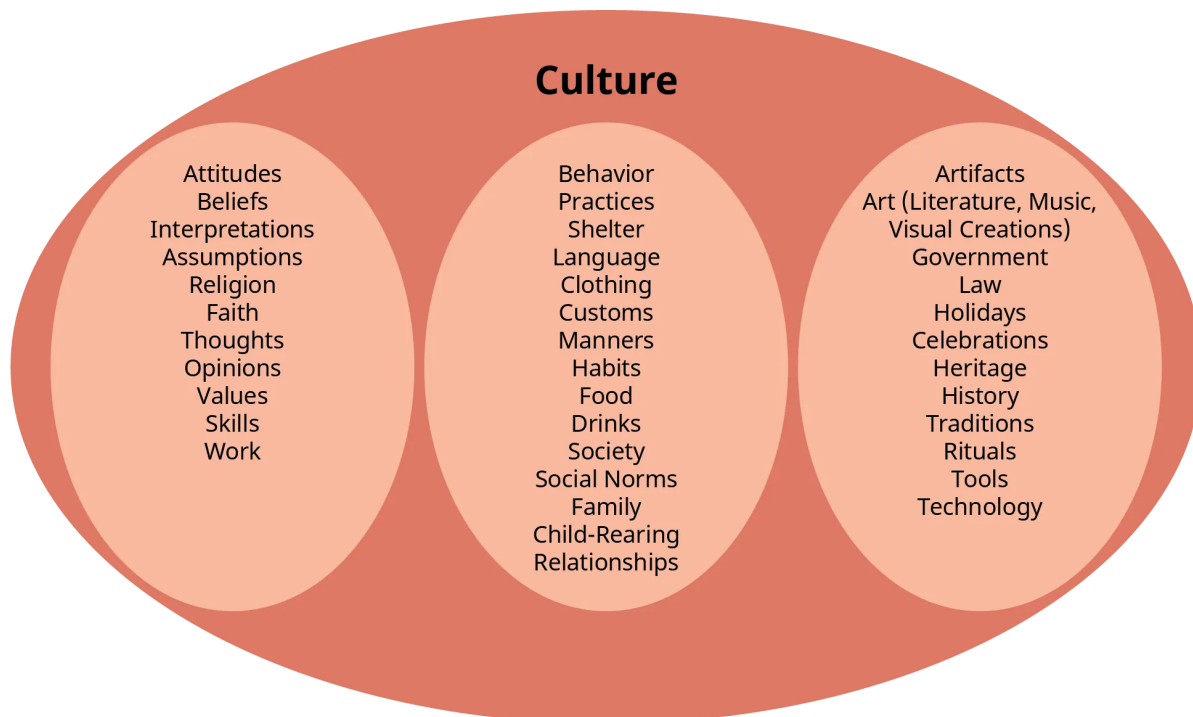 Culture
Attitudes
Beliefs
Interpretations
Assumptions
Religion
Faith
Thoughts
Opinions
Values
Skills
Work
Behavior
Practices
Shelter
Language
Clothing
Customs
Manners
Habits
Food
Drinks
Society
Social Norms
Family
Child-Rearing
Relationships
Artifacts
Art (Literature, Music,
Visual Creations)
Government
Law
Holidays
Celebrations
Heritage
History
Traditions
Rituals
Tools
Technology